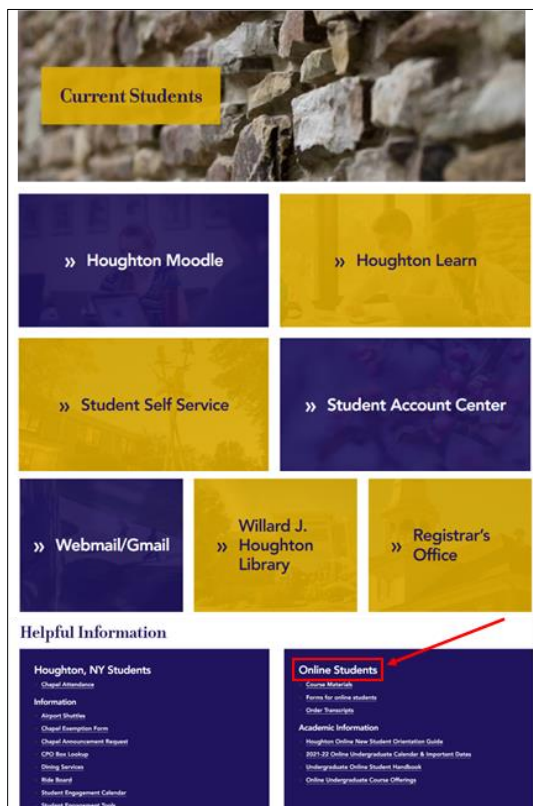 Current Students
» Houghton Moodle
» Houghton Learn
» Student Self Service
» Student Account Center
» Webmail/Gmail
» Willard J.
Houghton
Library
» Registrar's
Office
Helpful Information
Houghton, NY Students
Chapel Attendance
Information
Airport Shuttles
Chapel Exemption Form
Chapel Announcement Request
CPO Box Lookup
Dining Services
Ride Board
Student Engagement Calendar
Student Engagement Tools
Online Students
Course Materials
Forms for online students
Order Transcripts
Academic Information
Houghton Online New Student Orientation Guide
2021-22 Online Undergraduate Calendar & Important Dates
Undergraduate Online Student Handbook
Online Undergraduate Course Offerings